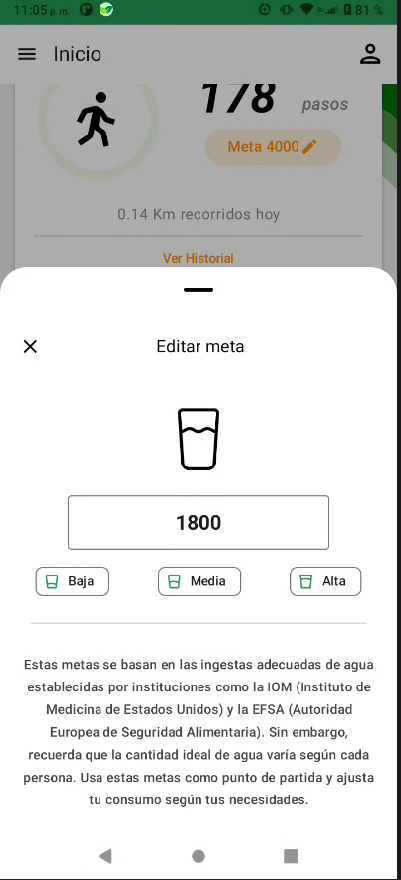 11:05 p. m.
81 %
Inicio
178 pasos
Meta 4000
0.14 Km recorridos hoy
Ver Historial
Editar meta
1800
Baja
Media
Alta
Estas metas se basan en las ingestas adecuadas de agua
establecidas por instituciones como la IOM (Instituto de
Medicina de Estados Unidos) y la EFSA (Autoridad
Europea de Seguridad Alimentaria). Sin embargo,
recuerda que la cantidad ideal de agua varía según cada
persona. Usa estas metas como punto de partida y ajusta
tu consumo según tus necesidades.